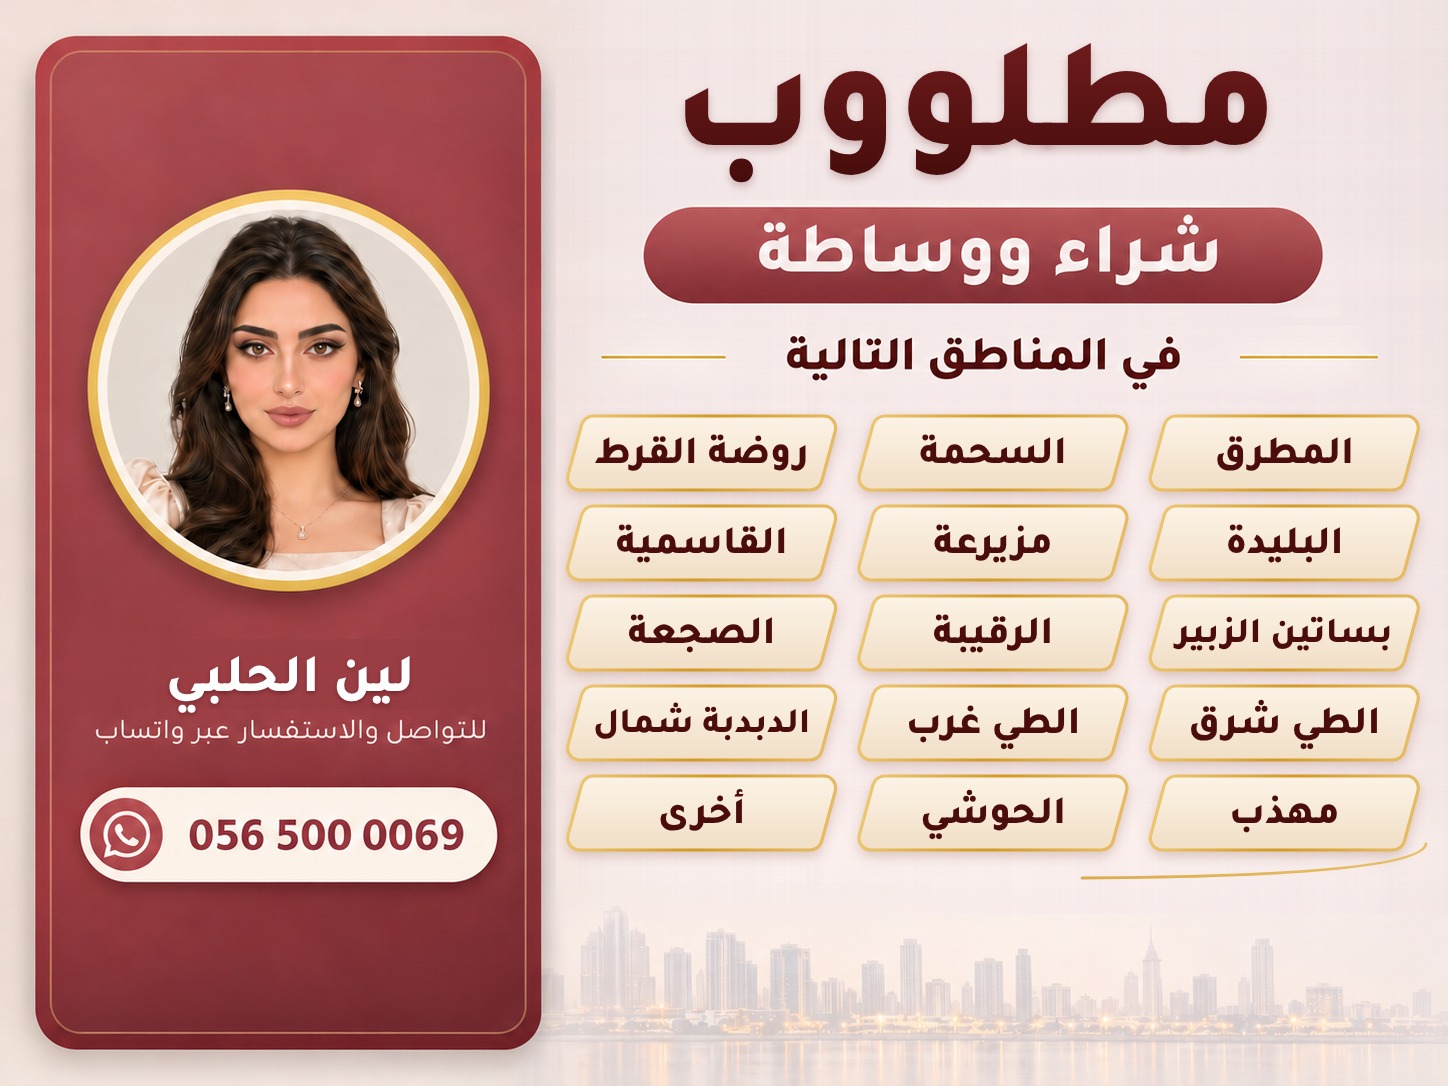 مطلووب
شراء ووساطة
في المناطق التالية
المطرق
السحمة
روضة القرط
البليدة
مزيرعة
القاسمية
بساتين الزبير
الرقيبة
الصجعة
الطي شرق
الطي غرب
الدبدبة شمال
مهذب
الحوشي
أخرى
لين الحلبي
للتواصل والاستفسار عبر واتساب
056 500 0069